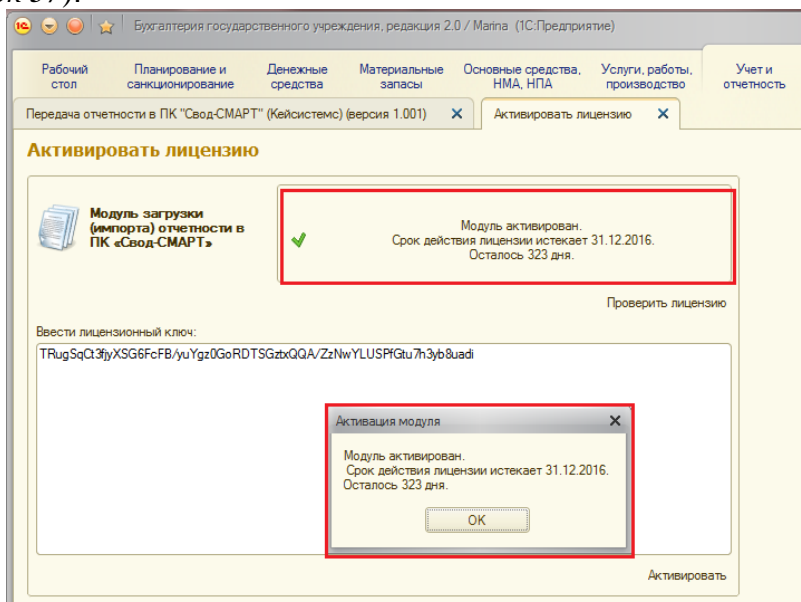 Бухгалтерия государственного учреждения, редакция 2.0 / Marina (1С:Предприятие)
Рабочий стол
Планирование и санкционирование
Денежные средства
Материальные запасы
Основные средства, НМА, НПА
Услуги, работы, производство
Учет и отчетность
Передача отчетности в ПК "Свод-СМАРТ" (Кейсистемс) (версия 1.001)
Активировать лицензию
Активировать лицензию
Модуль загрузки
(импорта) отчетности в
ПК «Свод-СМАРТ»
Модуль активирован.
Срок действия лицензии истекает 31.12.2016.
Осталось 323 дня.
Проверить лицензию
Ввести лицензионный ключ:
Активация модуля
Модуль активирован.
Срок действия лицензии истекает 31.12.2016.
Осталось 323 дня.
OK
Активировать